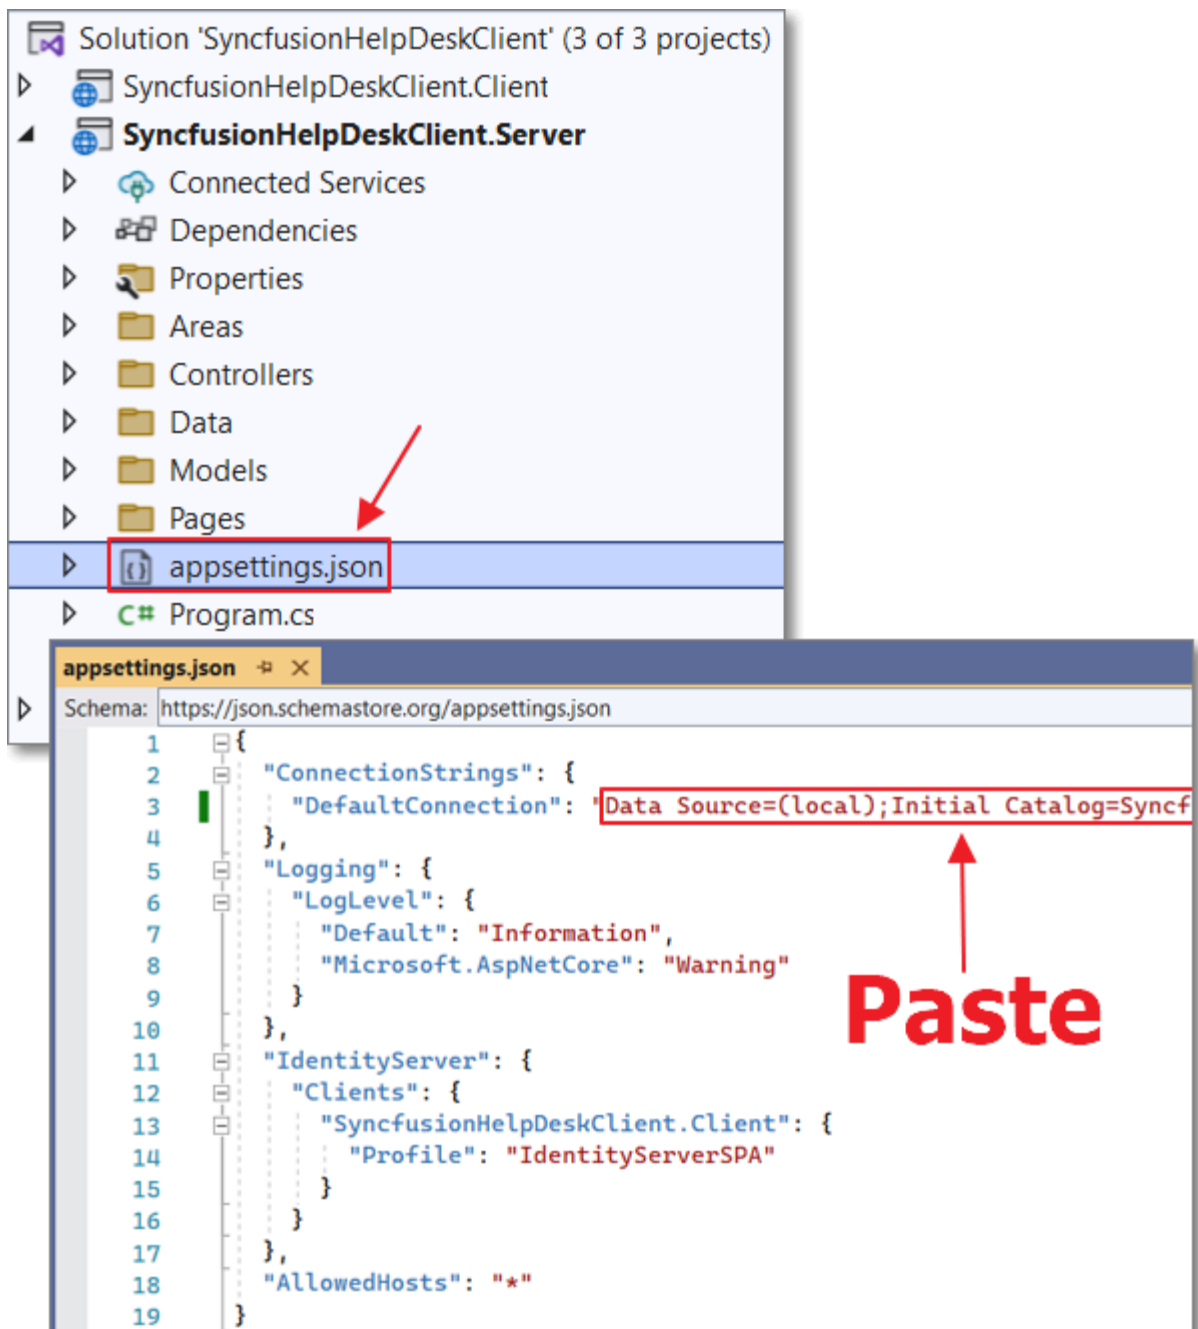 Solution 'SyncfusionHelpDeskClient' (3 of 3 projects)
SyncfusionHelpDeskClient.Client
SyncfusionHelpDeskClient.Server
Connected Services
Dependencies
Properties
Areas
Controllers
Data
Models
Pages
appsettings.json
C# Program.cs
appsettings.json
Schema: https://json.schemastore.org/appsettings.json
1 {
2 "ConnectionStrings": {
3 "DefaultConnection": "Data Source=(local);Initial Catalog=Syncf
4 },
5 "Logging": {
6 "LogLevel": {
7 "Default": "Information",
8 "Microsoft.AspNetCore": "Warning"
9 }
10 },
11 "IdentityServer": {
12 "Clients": {
13 "SyncfusionHelpDeskClient.Client": {
14 "Profile": "IdentityServerSPA"
15 }
16 }
17 },
18 "AllowedHosts": "*"
19 }
Paste